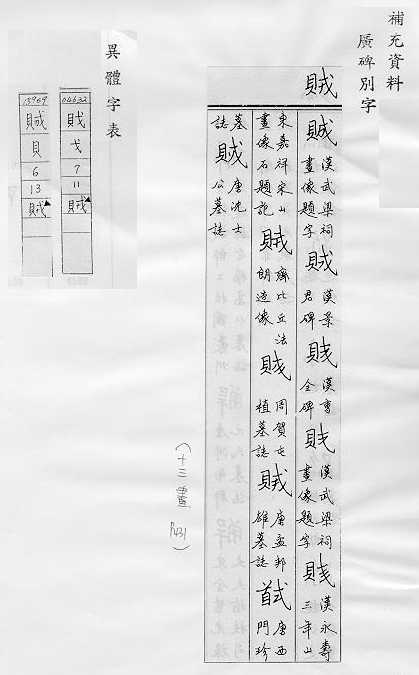 補充資料
廣碑別字
賊
賊 漢武梁祠畫像題字 賊 漢景君碑 賊 漢曹全碑 賊 漢武梁祠畫像題字 賊 漢永壽三年山
東嘉祥宋山畫像石題記 賊 齊比丘法朗造像 賊 周賀屯植墓誌 賊 唐孟邦雄墓誌 唐西門珍
墓誌 賊 唐沈士公墓誌
(十三畫 P431)
異體字表
04632
賊
戈
7
11
賊
15969
賊
貝
6
13
賊